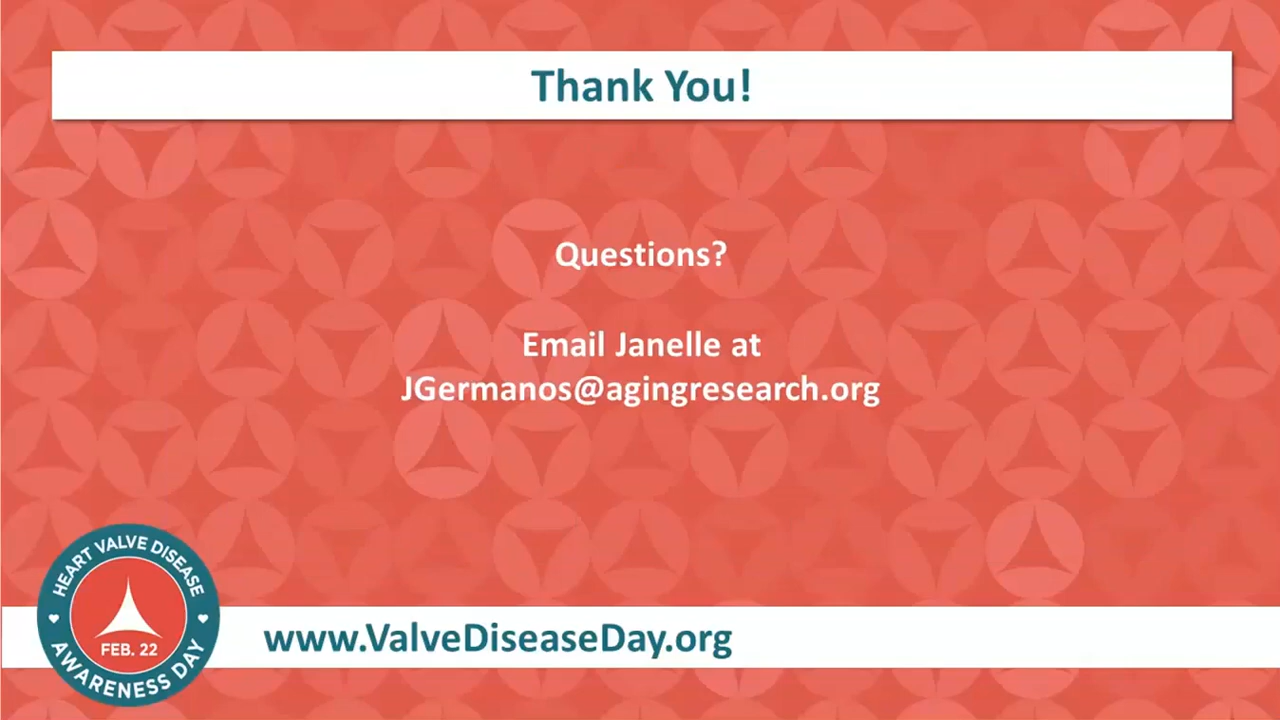 Thank You!
Questions?
Email Janelle at
JGermanos@agingresearch.org
HEART VALVE DISEASE
FEB. 22
AWARENESS DAY
www.ValveDiseaseDay.org